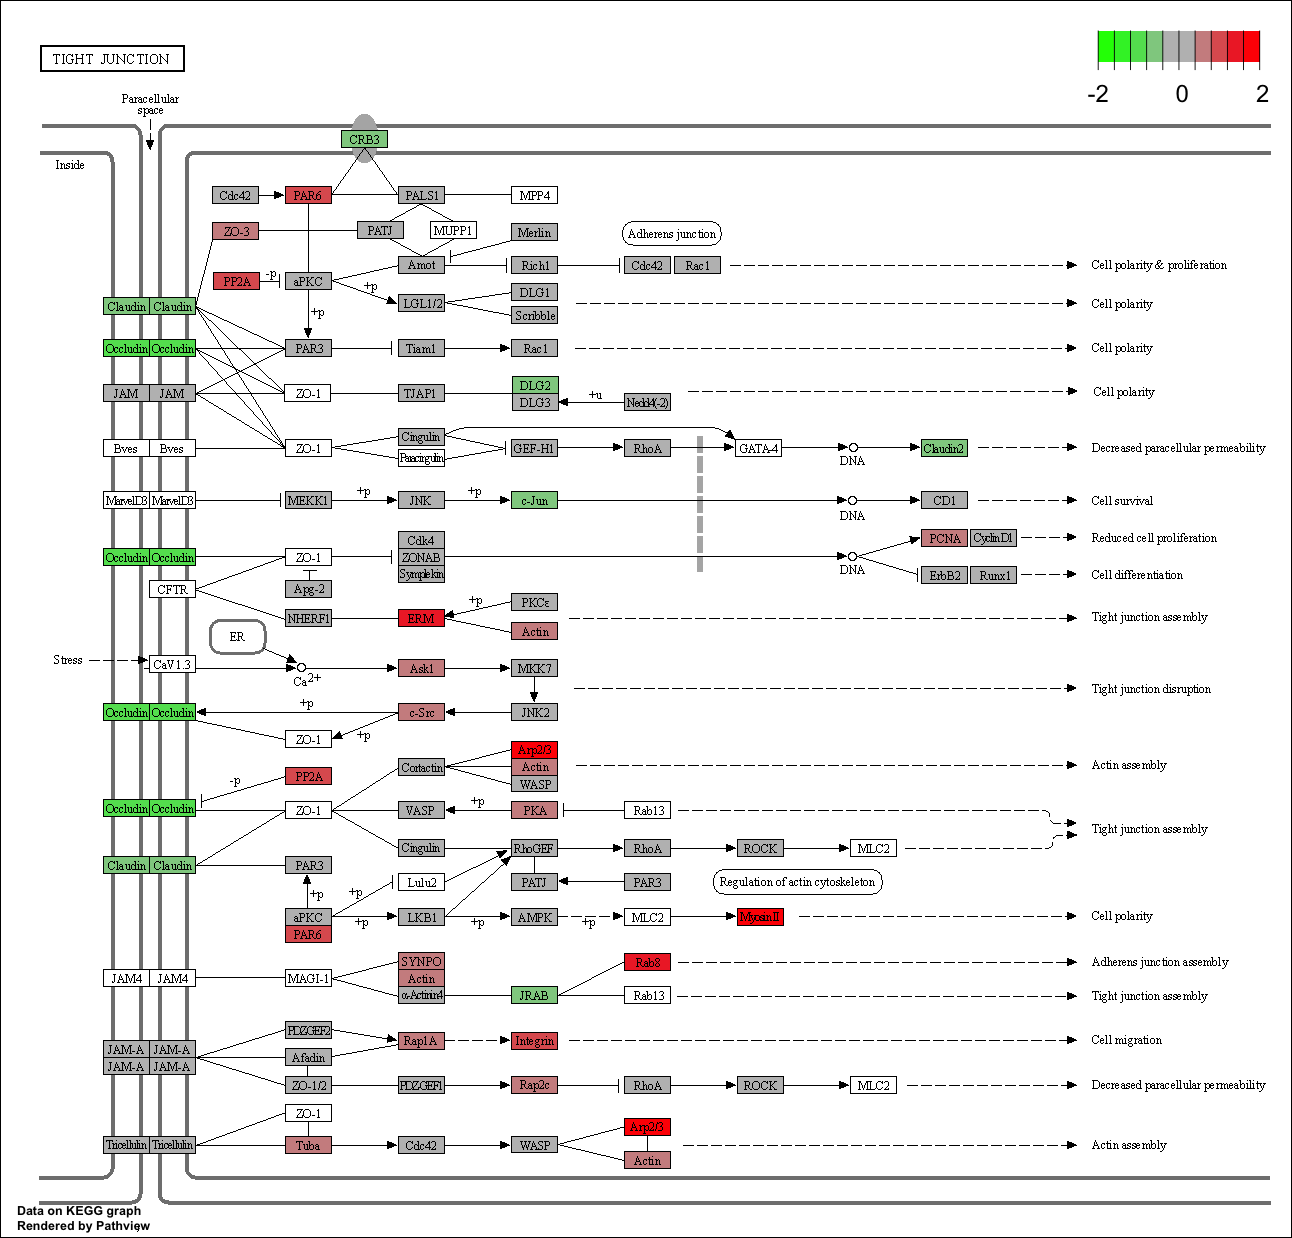 TIGHT JUNCTION
-2 0 2
Paracellular
space
CRB3
Inside
Cdc42 PAR6 PALS1 MPP4
ZO-3 PATJ MUPP1 Merlin Adherens junction
Amot Rich1 Cdc42 Rac1 Cell polarity & proliferation
PP2A -p aPKC +p
DLG1
Claudin Claudin LGL1/2 Cell polarity
+p Scribble
Occludin Occludin PAR3 Tiam1 Rac1 Cell polarity
DLG2
JAM JAM ZO-1 TJAP1 +u Cell polarity
DLG3 Nedd4(-2)
Cingulin
Bves Bves ZO-1 GEF-H1 RhoA GATA-4 Claudin2 Decreased paracellular permeability
Paracingulin DNA
+p +p
MarvelD3 MarvelD3 MEKK1 JNK c-Jun CD1 Cell survival
DNA
Cdk4 PCNA CyclinD1 Reduced cell proliferation
Occludin Occludin ZO-1 ZONAB
DNA
Symplekin ErbB2 Runx1 Cell differentiation
CFTR Apg-2
+p PKCε
NHERF1 ERM Tight junction assembly
Actin
ER
Stress CaV1.3 Ask1 MKK7
Ca2+
Tight junction disruption
+p
Occludin Occludin c-Src JNK2
ZO-1 +p
Arp2/3
Cortactin Actin Actin assembly
-p PP2A WASP
+p
Occludin Occludin ZO-1 VASP PKA Rab13
Tight junction assembly
Cingulin RhoGEF RhoA ROCK MLC2
Claudin Claudin PAR3
+p +p Lulu2 PATJ PAR3 Regulation of actin cytoskeleton
aPKC LKB1 AMPK MLC2 MyosinII Cell polarity
+p +p +p
PAR6
SYNPO Rab8 Adherens junction assembly
JAM4 JAM4 MAGI-1 Actin
α-Actinin4 JRAB Rab13 Tight junction assembly
PDZGEF2
Rap1A Integrin Cell migration
JAM-A JAM-A
Afadin
JAM-A JAM-A
ZO-1/2 PDZGEF1 Rap2c RhoA ROCK MLC2 Decreased paracellular permeability
ZO-1
Arp2/3
Tricellulin Tricellulin Tuba Cdc42 WASP Actin assembly
Actin
Data on KEGG graph
Rendered by Pathview